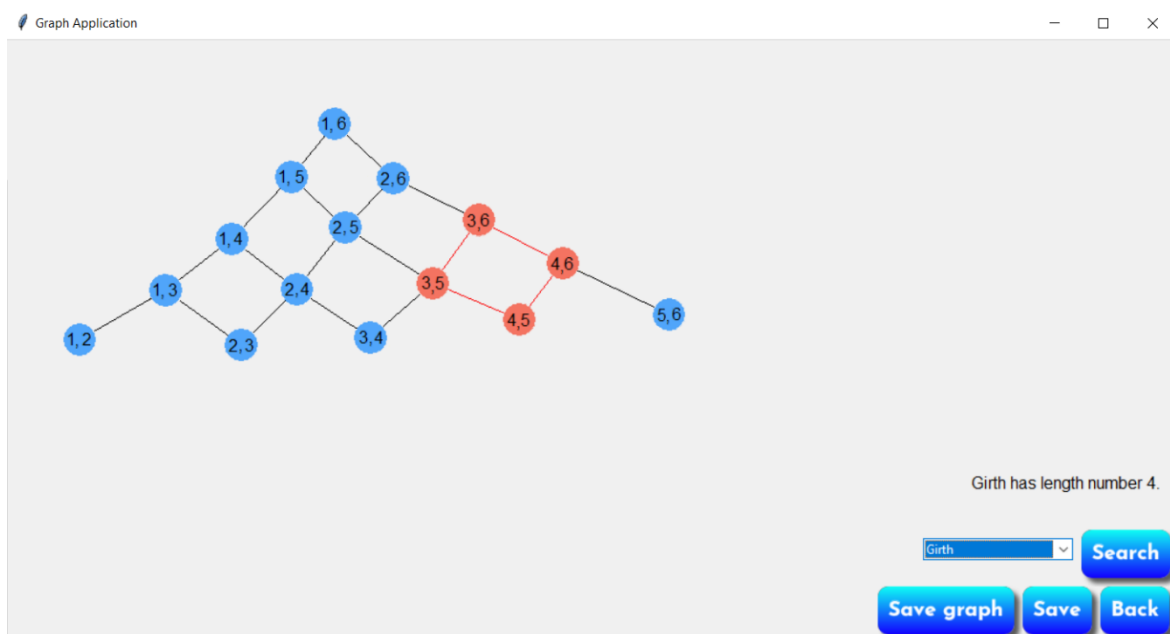 Graph Application
1, 6
1, 5
2, 6
3,6
2, 5
1, 4
4,6
3,5
2, 4
1, 3
5,6
4,5
3,4
1, 2
2,3
Girth has length number 4.
Girth
Search
Save graph
Save
Back